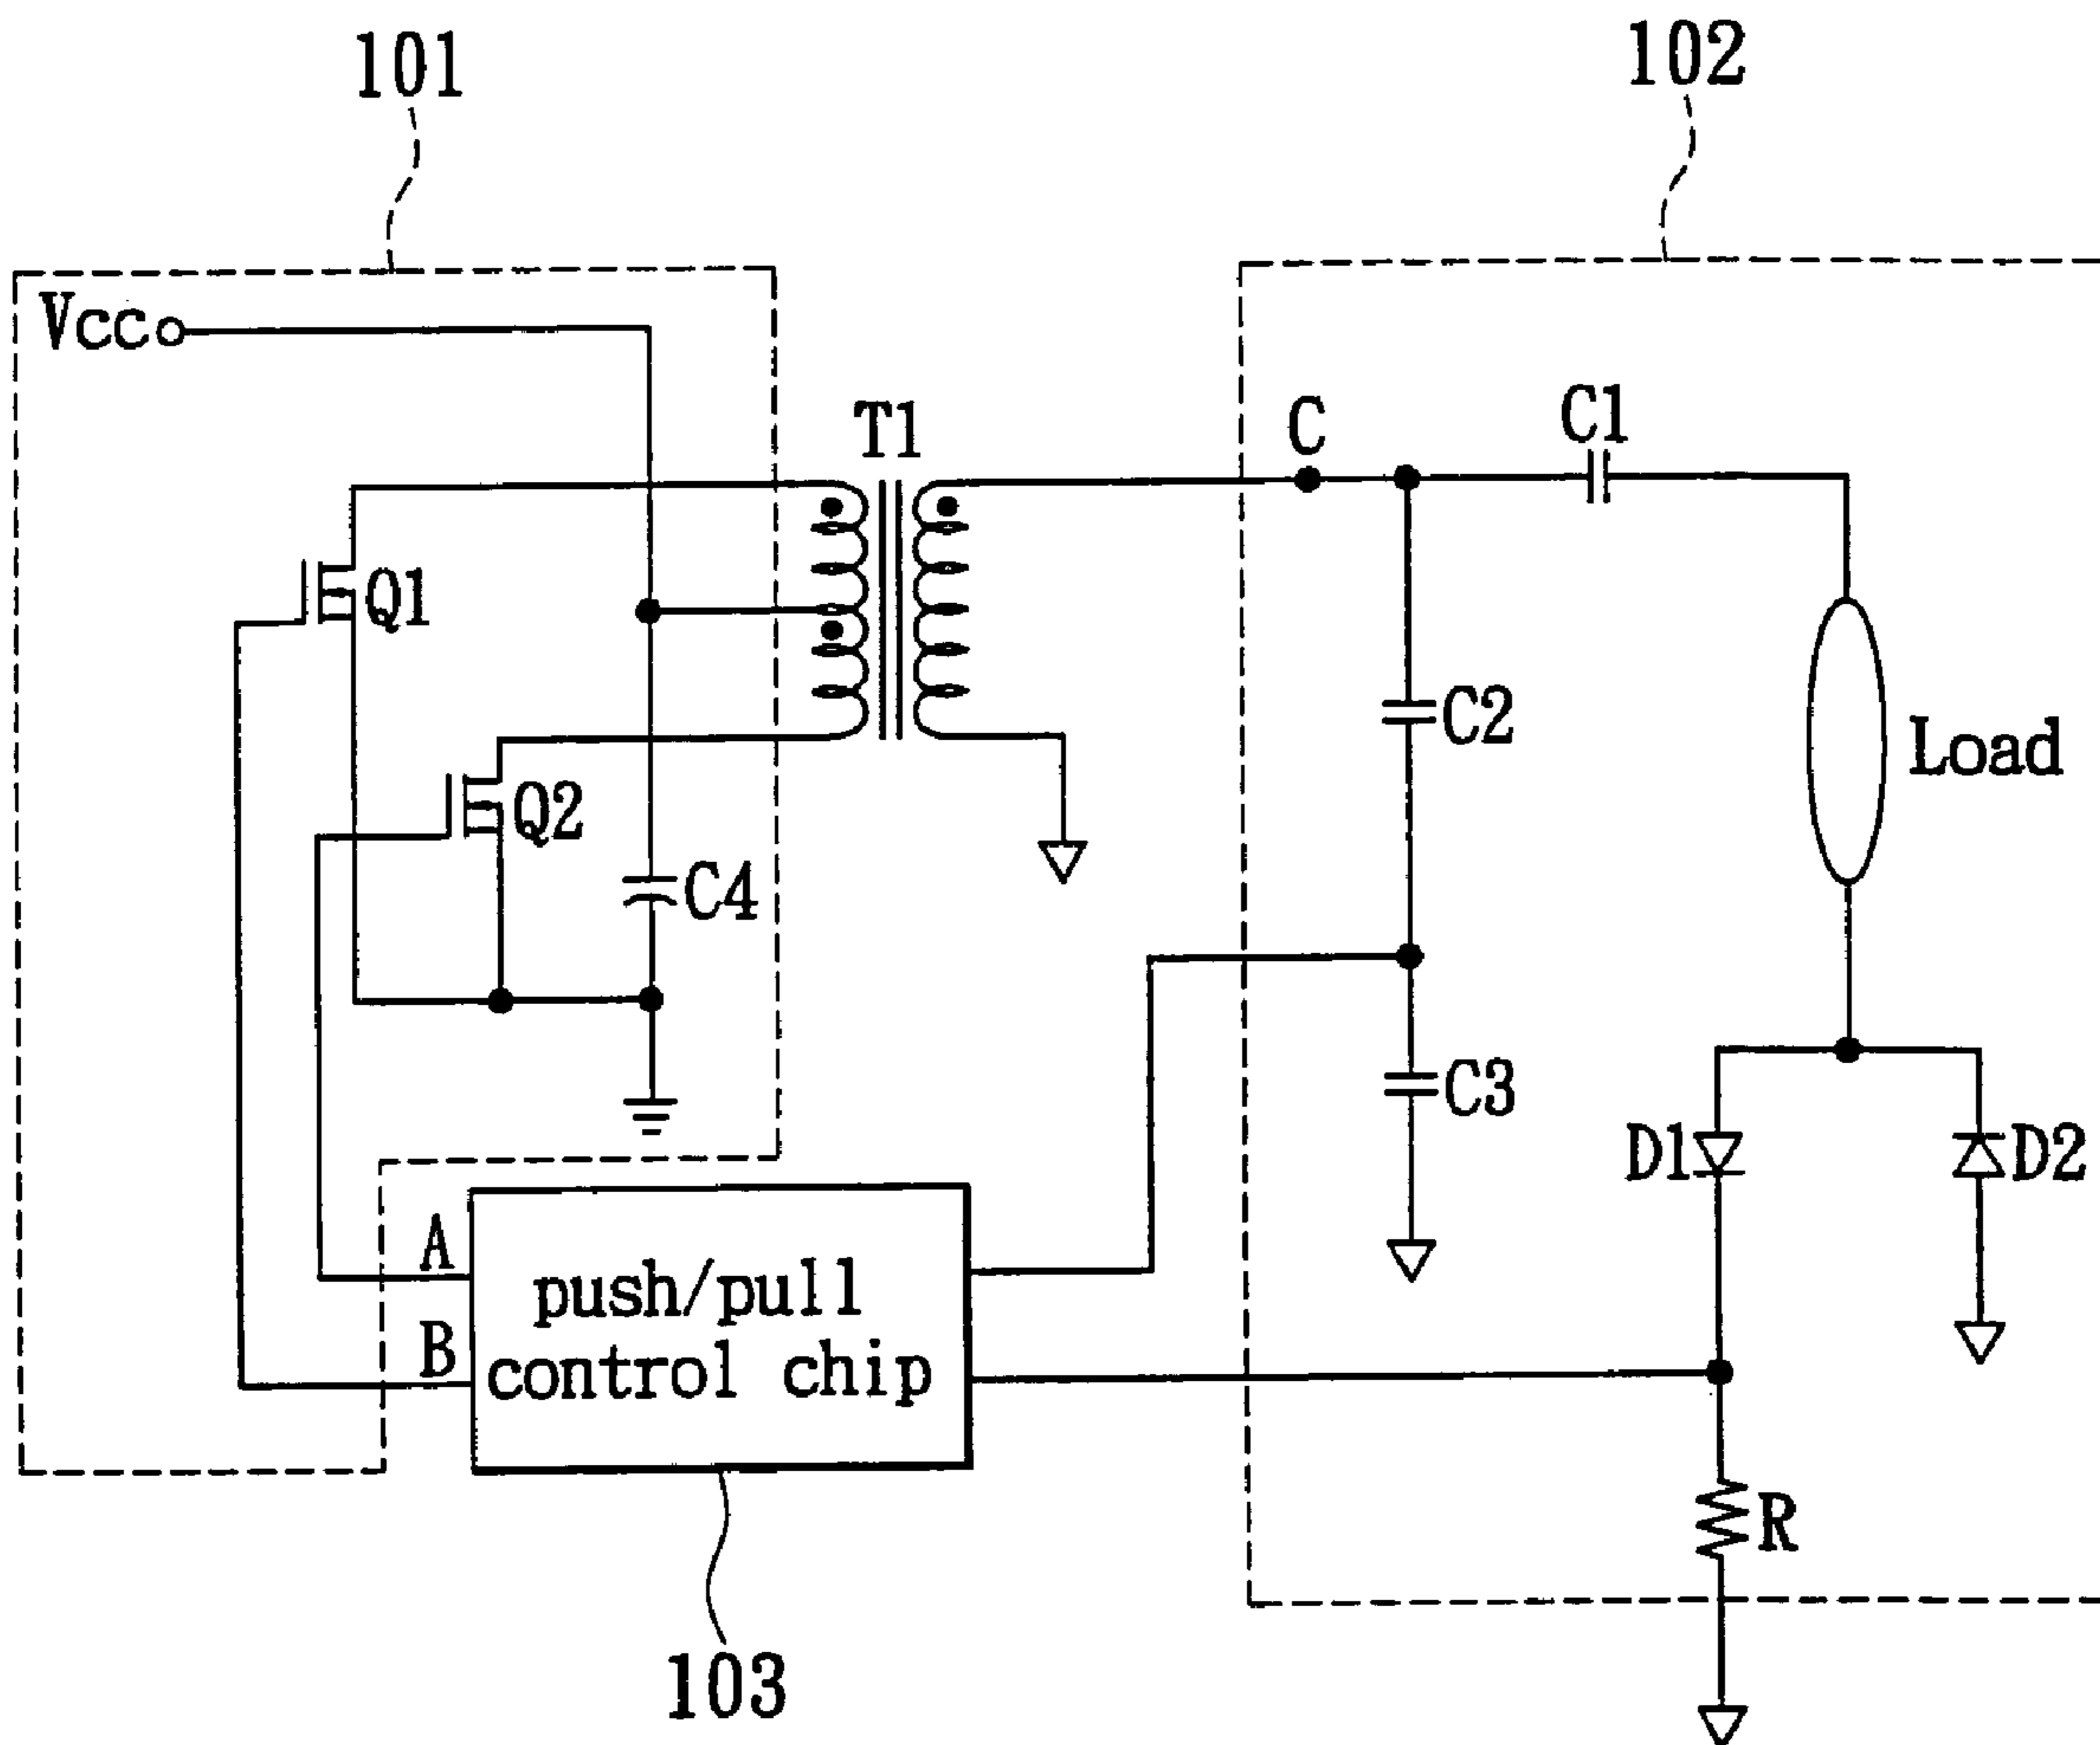 101
102
Vcc
T1
C
C1
Q1
C2
Load
Q2
C4
C3
D1
D2
A
push/pull
B
control chip
R
103